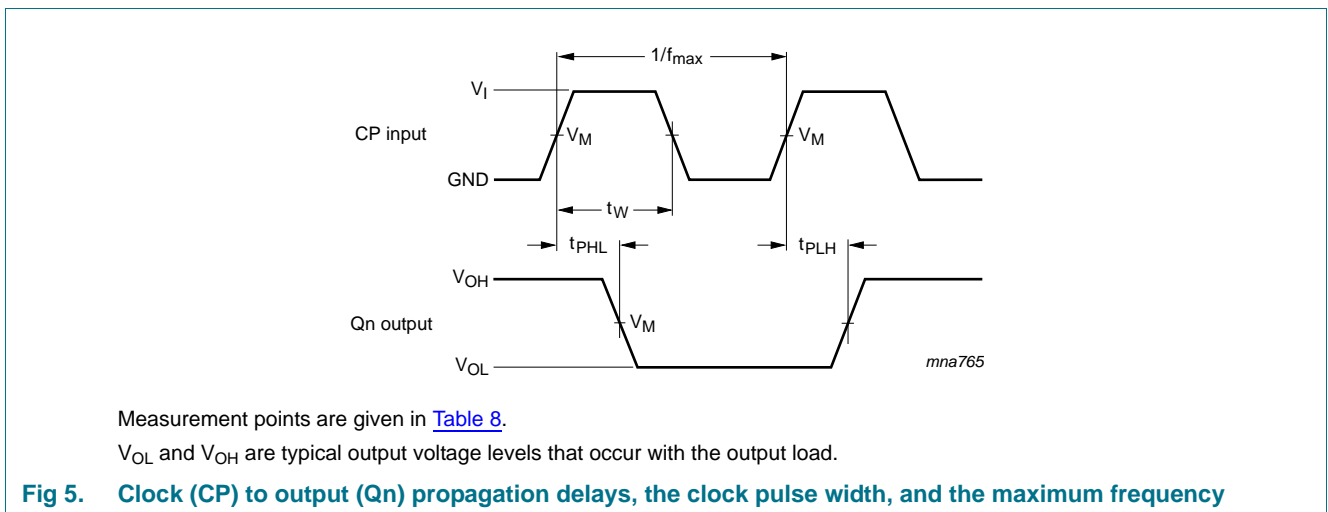 1/fmax
VI
CP input
VM
VM
GND
tW
tPHL
tPLH
VOH
Qn output
VM
VOL
mna765
Measurement points are given in Table 8.
VOL and VOH are typical output voltage levels that occur with the output load.
Fig 5. Clock (CP) to output (Qn) propagation delays, the clock pulse width, and the maximum frequency